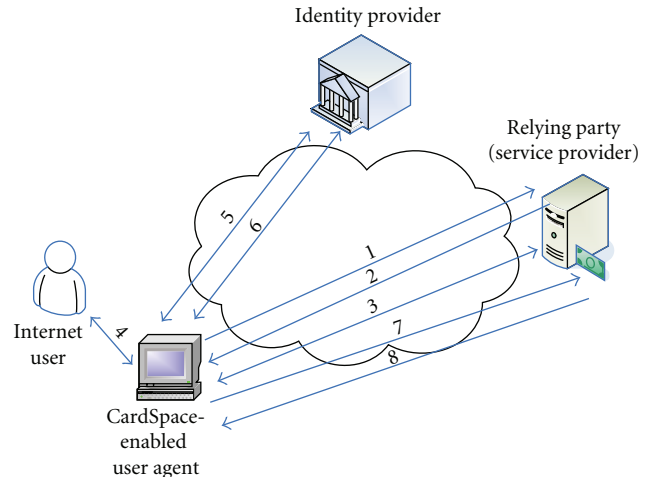 Identity provider
Relying party
(service provider)
5
6
1
2
3
7
8
4
Internet
user
CardSpace-
enabled
user agent